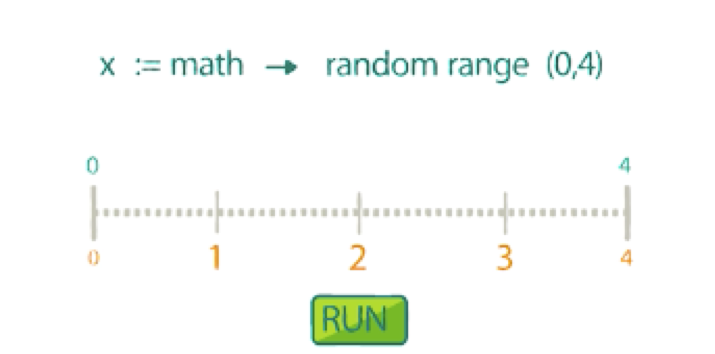 x := math → random range (0,4)
0 4
0 1 2 3 4
RUN